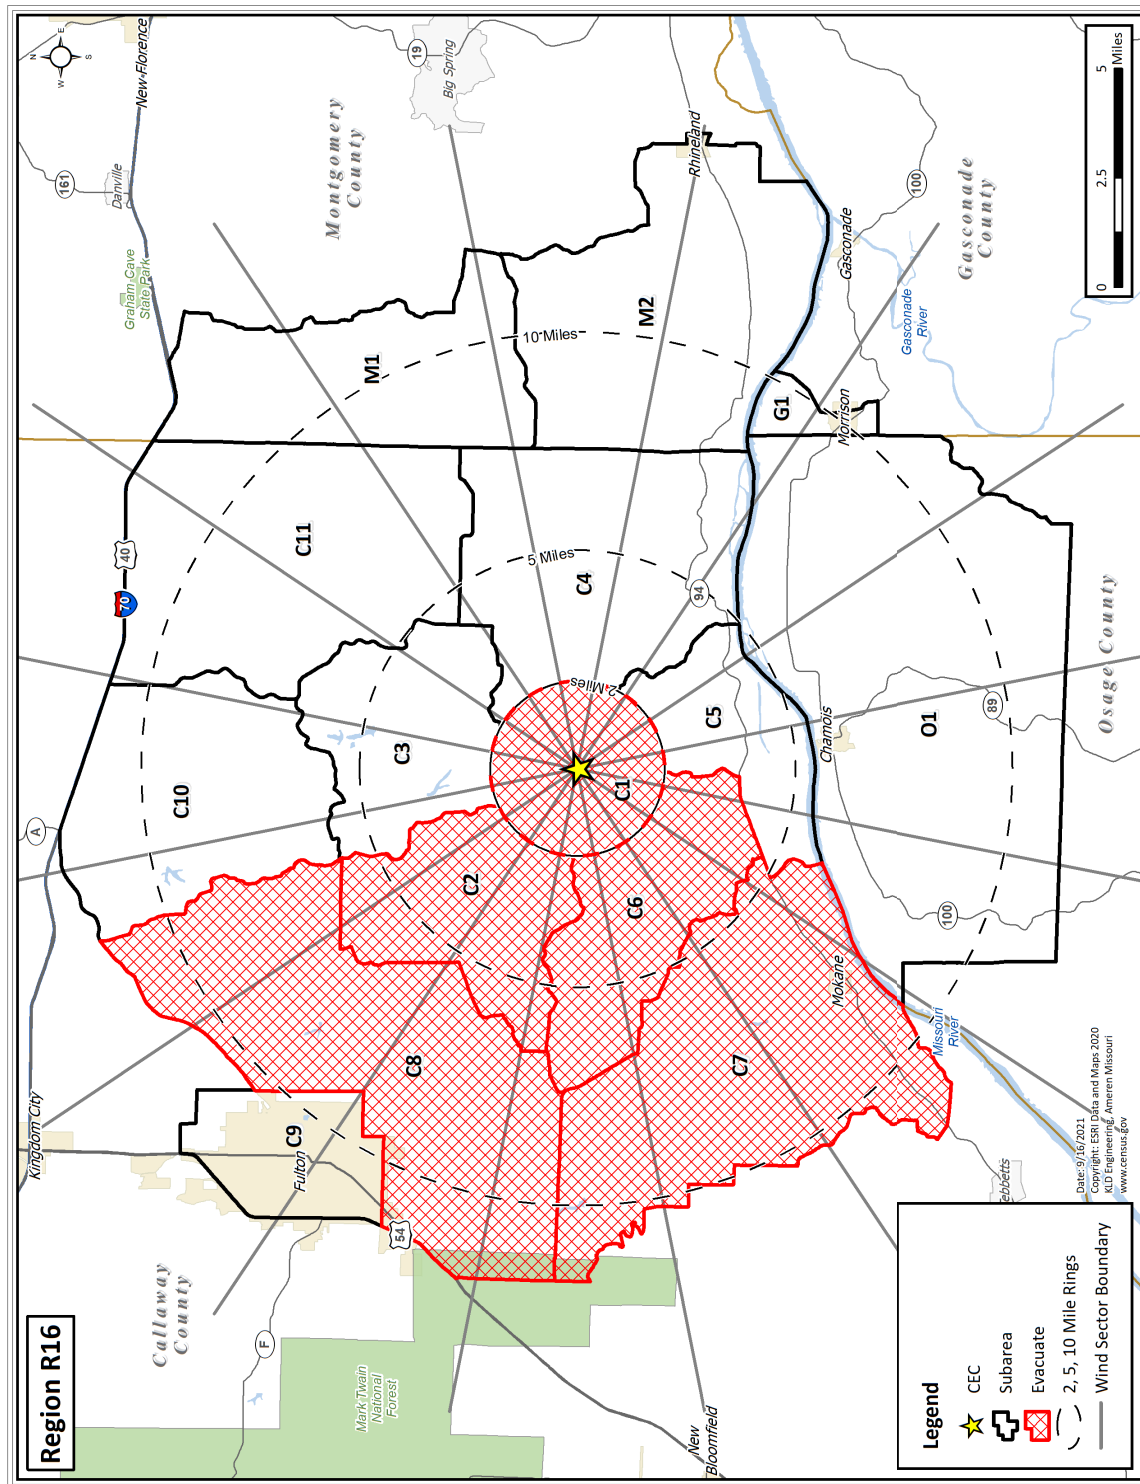 Region R16
Callaway
County
Mark Twain
National
Forest
New
Bloomfield
F
54
Kingdom City
Fulton
C9
A
C10
C8
C2
C3
C6
C7
C1
C5
C4
C11
M1
M2
G1
O1
2 Miles
5 Miles
10 Miles
70
40
94
Graham Cave
State Park
Danville
161
New Florence
N
E
S
W
Montgomery
County
19
Big Spring
Rhineland
Gasconade
100
Gasconade
County
Gasconade
River
Morrison
Chamois
89
100
Osage County
Mokane
Missouri
River
ebbetts
0
2.5
5
Miles
Legend
CEC
Subarea
Evacuate
2, 5, 10 Mile Rings
Wind Sector Boundary
Date: 9/16/2021
Copyright: ESRI Data and Maps 2020
KLD Engineering, Ameren Missouri
www.census.gov